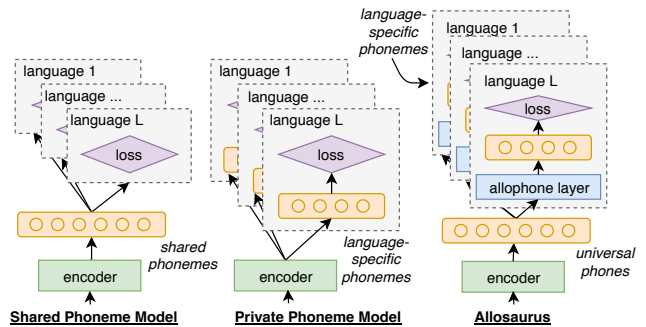 language 1
language ...
language L
loss
shared
phonemes
encoder
Shared Phoneme Model
language 1
language ...
language L
loss
language-
specific
phonemes
encoder
Private Phoneme Model
language-
specific
phonemes
language 1
language ...
language L
loss
allophone layer
universal
phones
encoder
Allosaurus